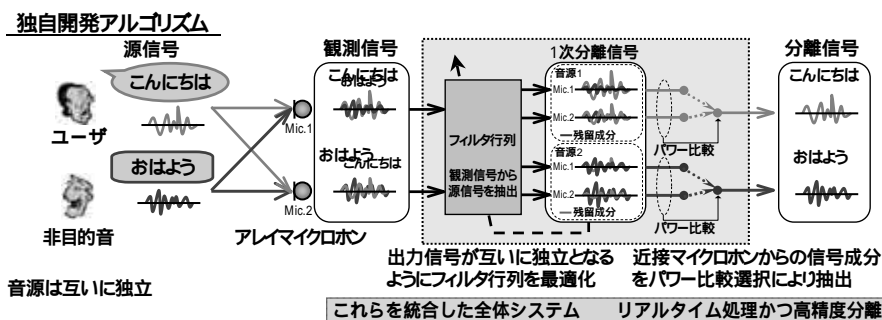 独自開発アルゴリズム
源信号
観測信号
1次分離信号
分離信号
こんにちは
ユーザ
おはよう
非目的音
Mic.1
Mic.2
アレイマイクロホン
こんにちは
おはよう
おはよう
こんにちは
フィルタ行列
観測信号から
源信号を抽出
音源1
Mic.1
Mic.2
残留成分
音源2
Mic.1
Mic.2
残留成分
パワー比較
パワー比較
こんにちは
おはよう
出力信号が互いに独立となる
ようにフィルタ行列を最適化
近接マイクロホンからの信号成分
をパワー比較選択により抽出
音源は互いに独立
これらを統合した全体システム リアルタイム処理かつ高精度分離